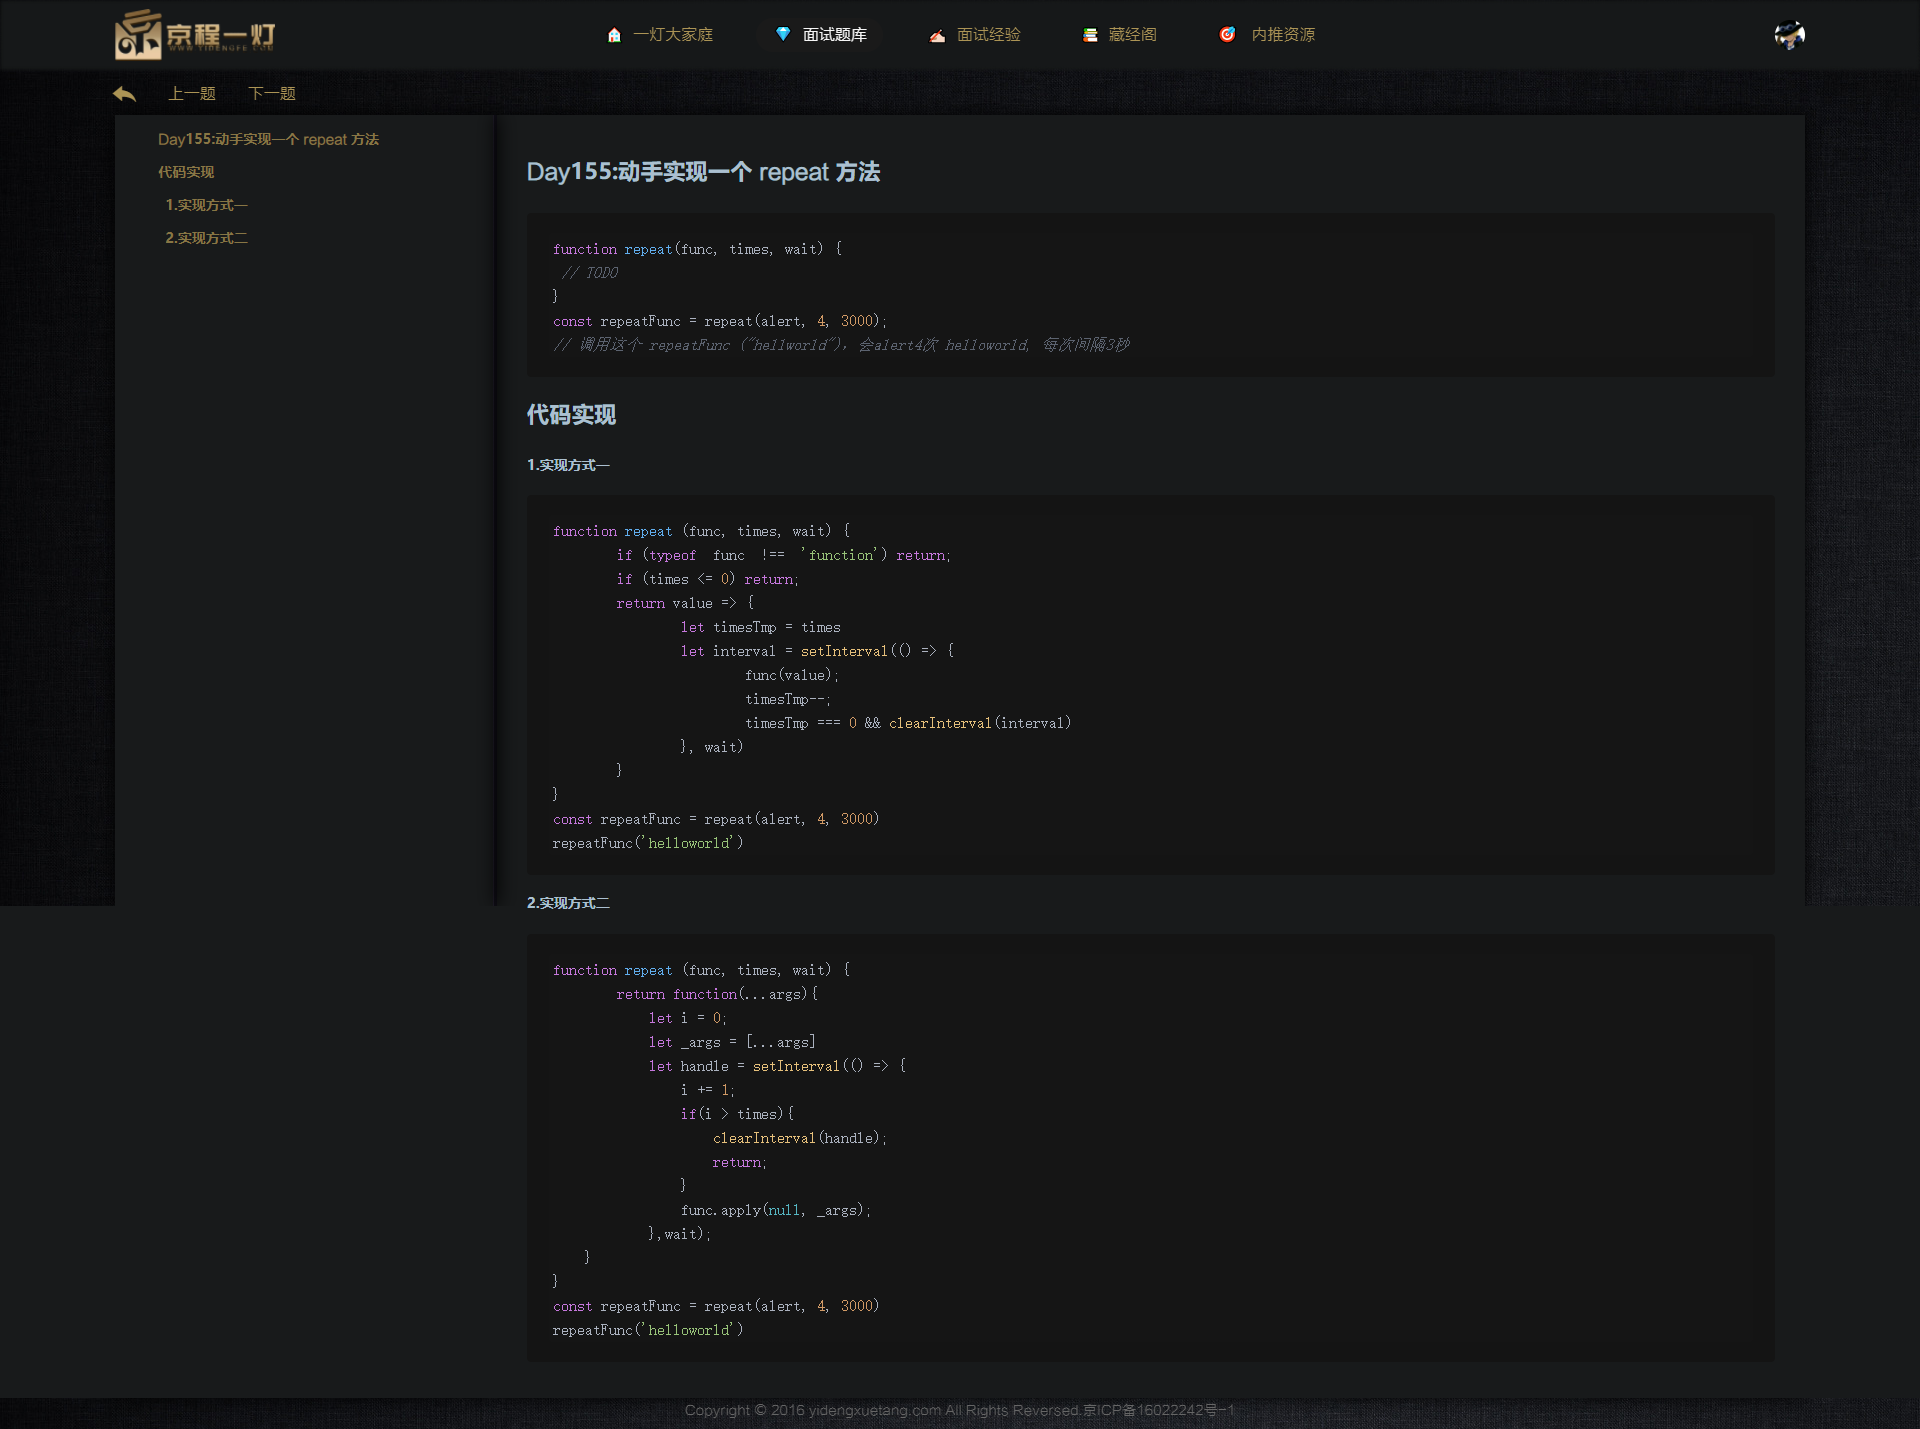 京程一灯
WWW.YIDENGFE.COM
一灯大家庭
面试题库
面试经验
藏经阁
内推资源
上一题
下一题
Day155:动手实现一个 repeat 方法
代码实现
1.实现方式一
2.实现方式二
Day155:动手实现一个 repeat 方法
function repeat(func, times, wait) {
 // TODO
}
const repeatFunc = repeat(alert, 4, 3000);
// 调用这个 repeatFunc ("hellworld"), 会alert4次 helloworld, 每次间隔3秒
代码实现
1.实现方式一
function repeat (func, times, wait) {
        if (typeof  func  !==  'function') return;
        if (times <= 0) return;
        return value => {
                let timesTmp = times
                let interval = setInterval(() => {
                        func(value);
                        timesTmp--;
                        timesTmp === 0 && clearInterval(interval)
                }, wait)
        }
}
const repeatFunc = repeat(alert, 4, 3000)
repeatFunc('helloworld')
2.实现方式二
function repeat (func, times, wait) {
        return function(...args){
            let i = 0;
            let _args = [...args]
            let handle = setInterval(() => {
                i += 1;
                if(i > times){
                    clearInterval(handle);
                    return;
                }
                func.apply(null, _args);
            },wait);
    }
}
const repeatFunc = repeat(alert, 4, 3000)
repeatFunc('helloworld')
Copyright © 2016 yidengxuetang.com All Rights Reversed.京ICP备16022242号-1